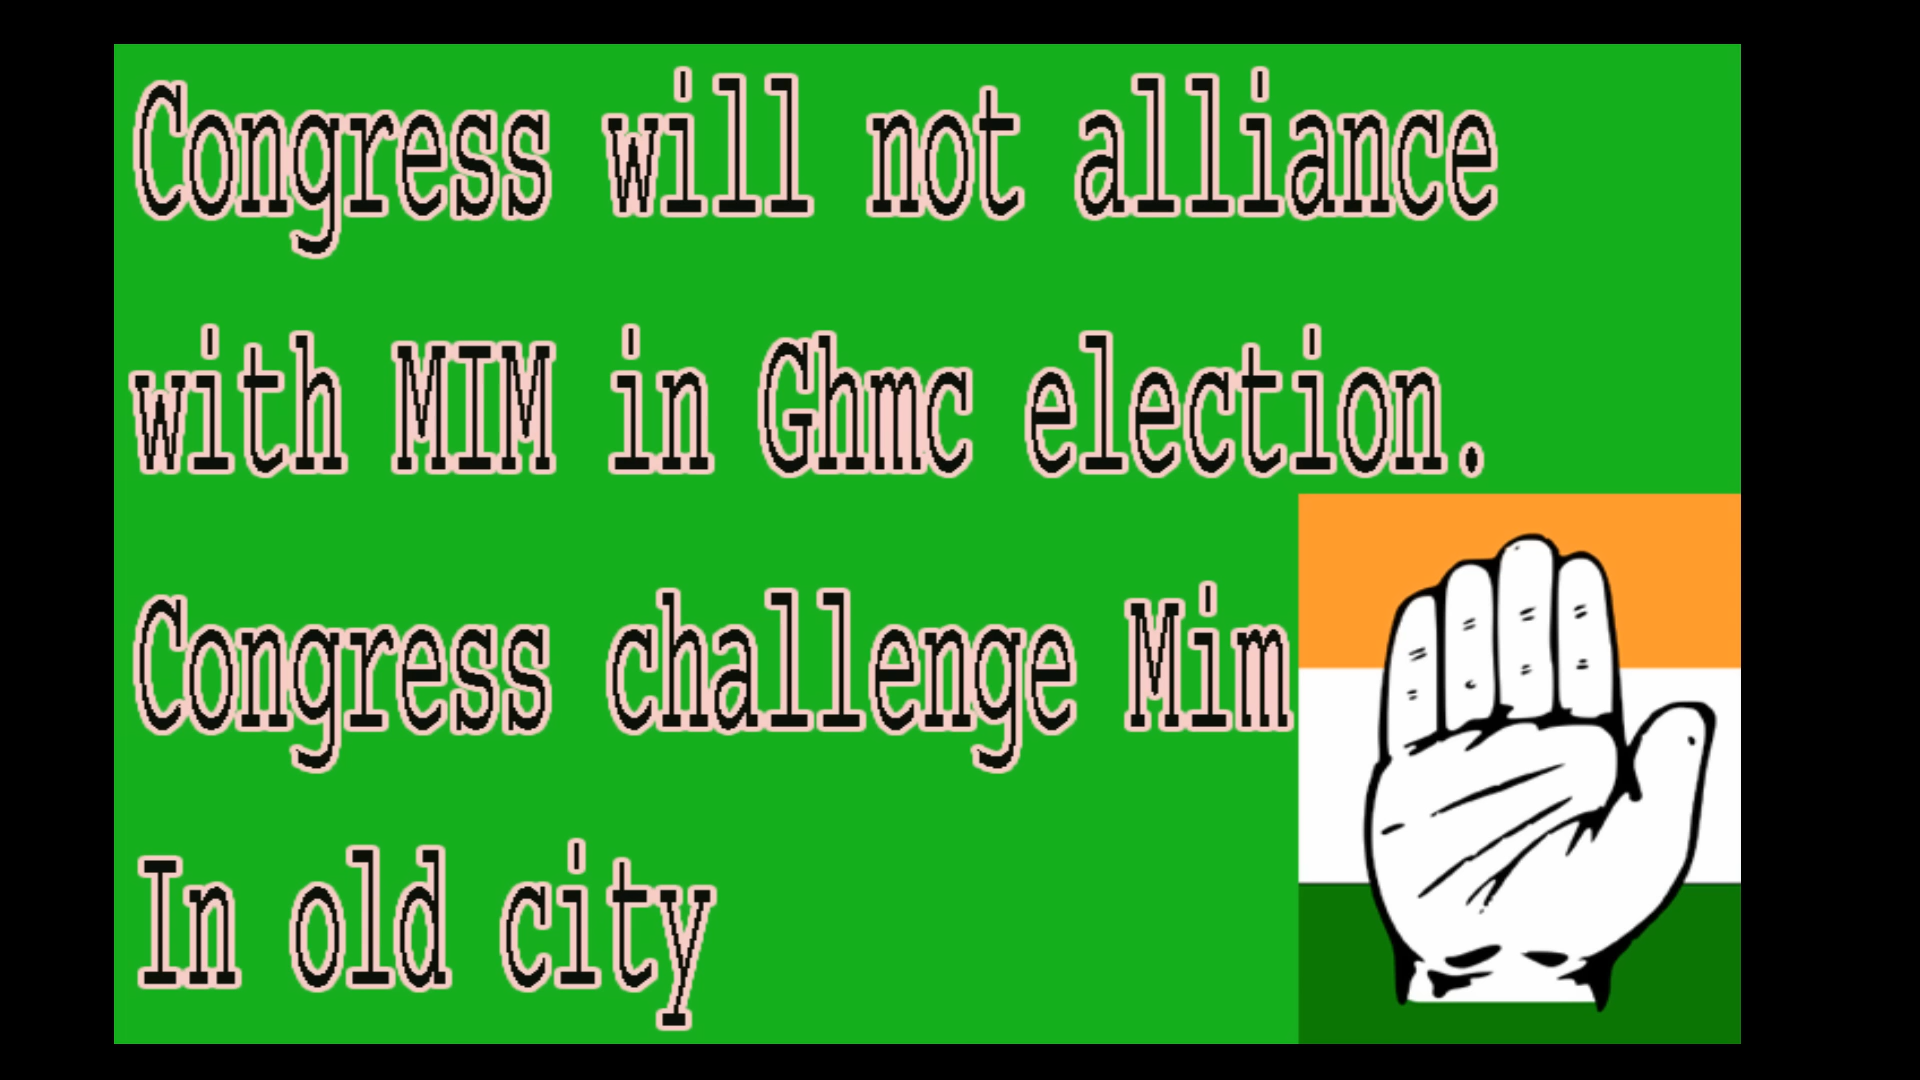 Congress will not alliance
with MIM in Ghmc election.
Congress challenge Mim
In old city